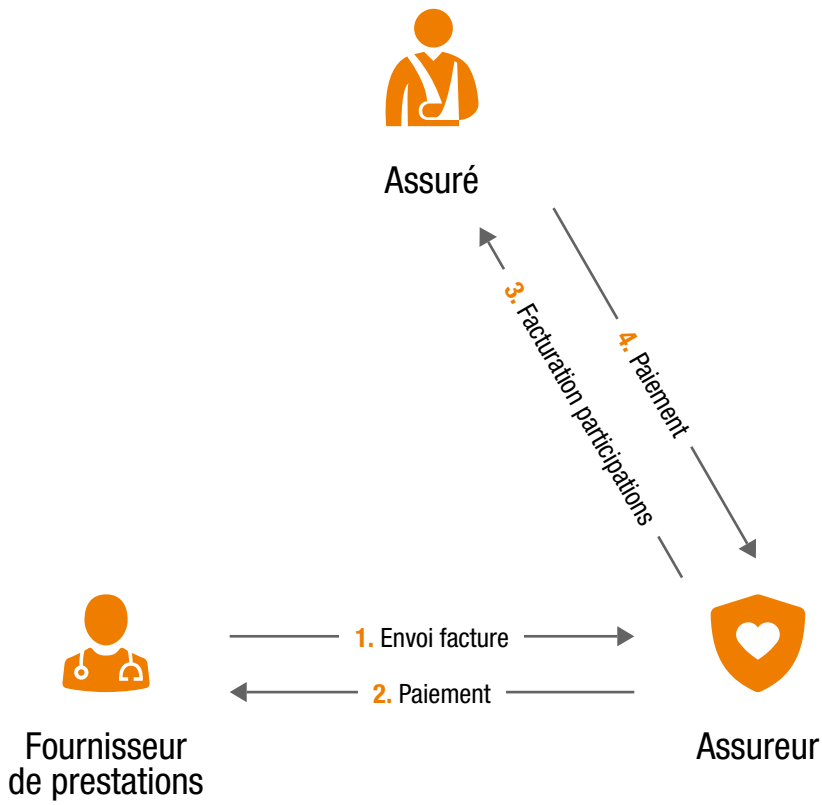 Assuré
3. Facturation participations
4. Paiement
1. Envoi facture
2. Paiement
Fournisseur
de prestations
Assureur